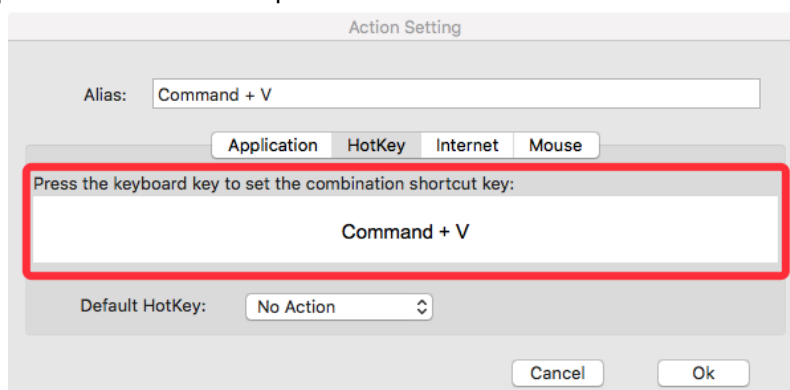 Action Setting
Alias: Command + V
Application HotKey Internet Mouse
Press the keyboard key to set the combination shortcut key:
Command + V
Default HotKey: No Action
Cancel Ok